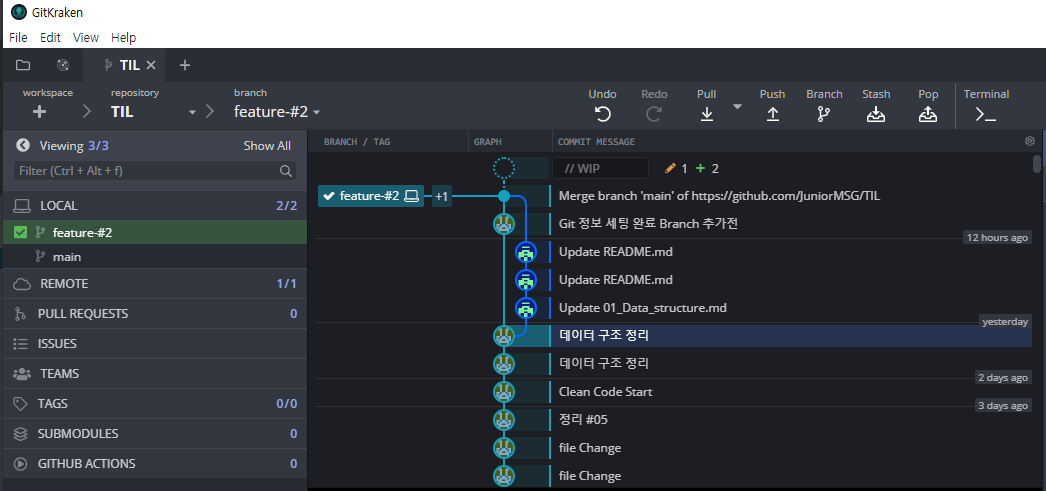 GitKraken
File Edit View Help
TIL
workspace
repository
TIL
branch
feature-#2
Undo
Redo
Pull
Push
Branch
Stash
Pop
Terminal
Viewing 3/3
Show All
Filter (Ctrl + Alt + f)
LOCAL 2/2
feature-#2
main
REMOTE 1/1
PULL REQUESTS 0
ISSUES
TEAMS
TAGS 0/0
SUBMODULES 0
GITHUB ACTIONS 0
BRANCH / TAG GRAPH COMMIT MESSAGE
// WIP 1 + 2
feature-#2 +1 Merge branch 'main' of https://github.com/JuniorMSG/TIL
Git 정보 세팅 완료 Branch 추가전
12 hours ago
Update README.md
Update README.md
Update 01_Data_structure.md
yesterday
데이터 구조 정리
데이터 구조 정리
2 days ago
Clean Code Start
3 days ago
정리 #05
file Change
file Change